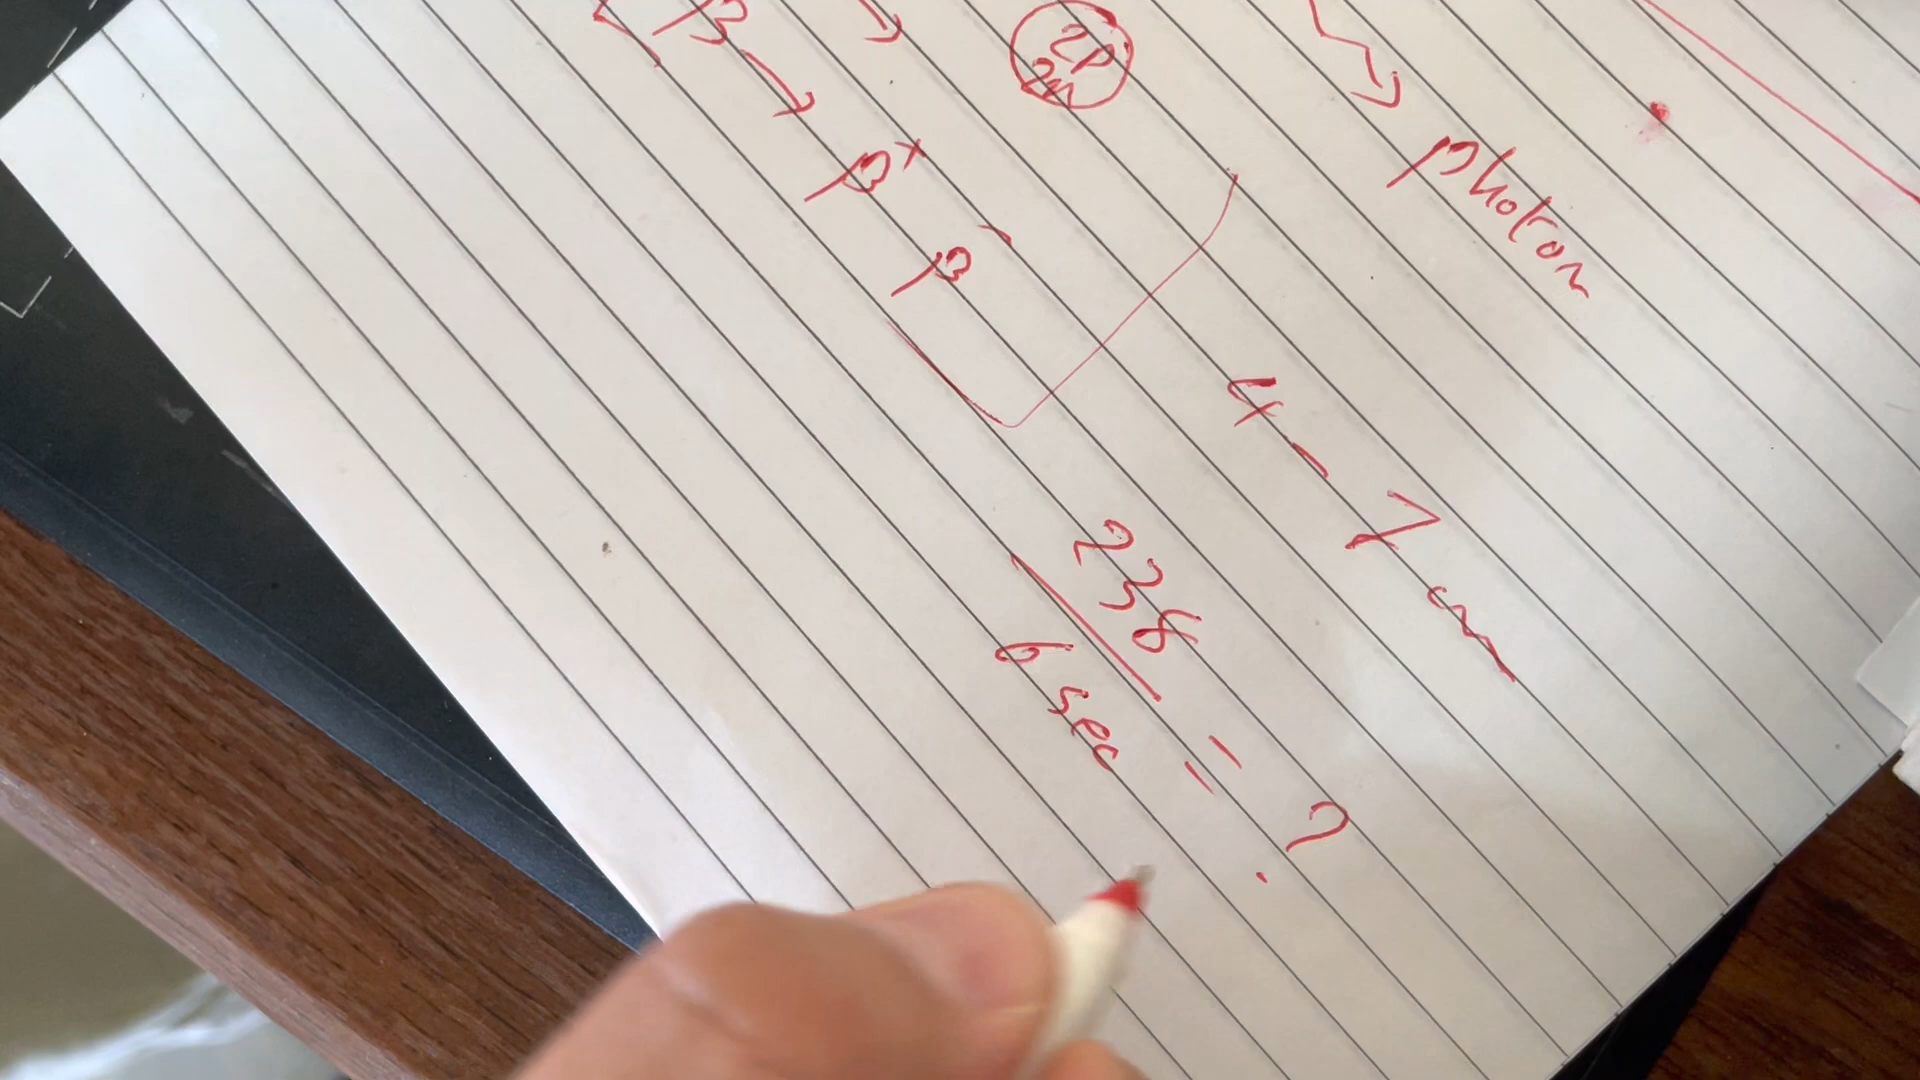 β →
β⁺
β⁻
2P
2n
photon
4 - 7 cm
238
6 sec = ?